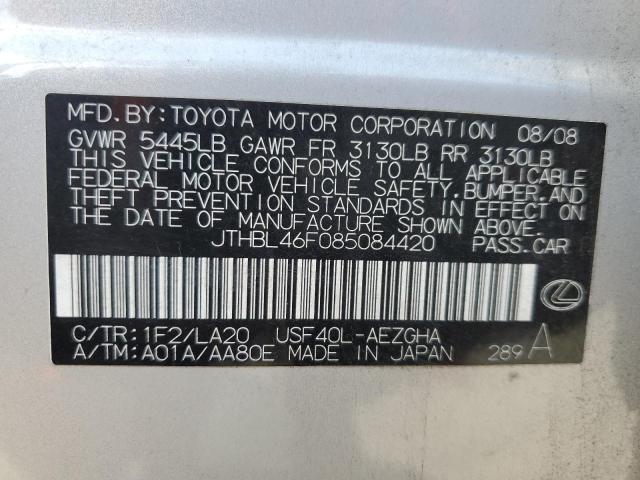 MFD.BY:TOYOTA MOTOR CORPORATION 08/08
GVWR 5445LB GAWR FR 3130LB RR 3130LB
THIS VEHICLE CONFORMS TO ALL APPLICABLE
FEDERAL MOTOR VEHICLE SAFETY,BUMPER,AND
THEFT PREVENTION STANDARDS IN EFFECT ON
THE DATE OF MANUFACTURE SHOWN ABOVE.
JTHBL46F085084420 PASS.CAR
C/TR:1F2/LA20 USF40L-AEZGHA
A/TM:A01A/AA80E MADE IN JAPAN 289 A